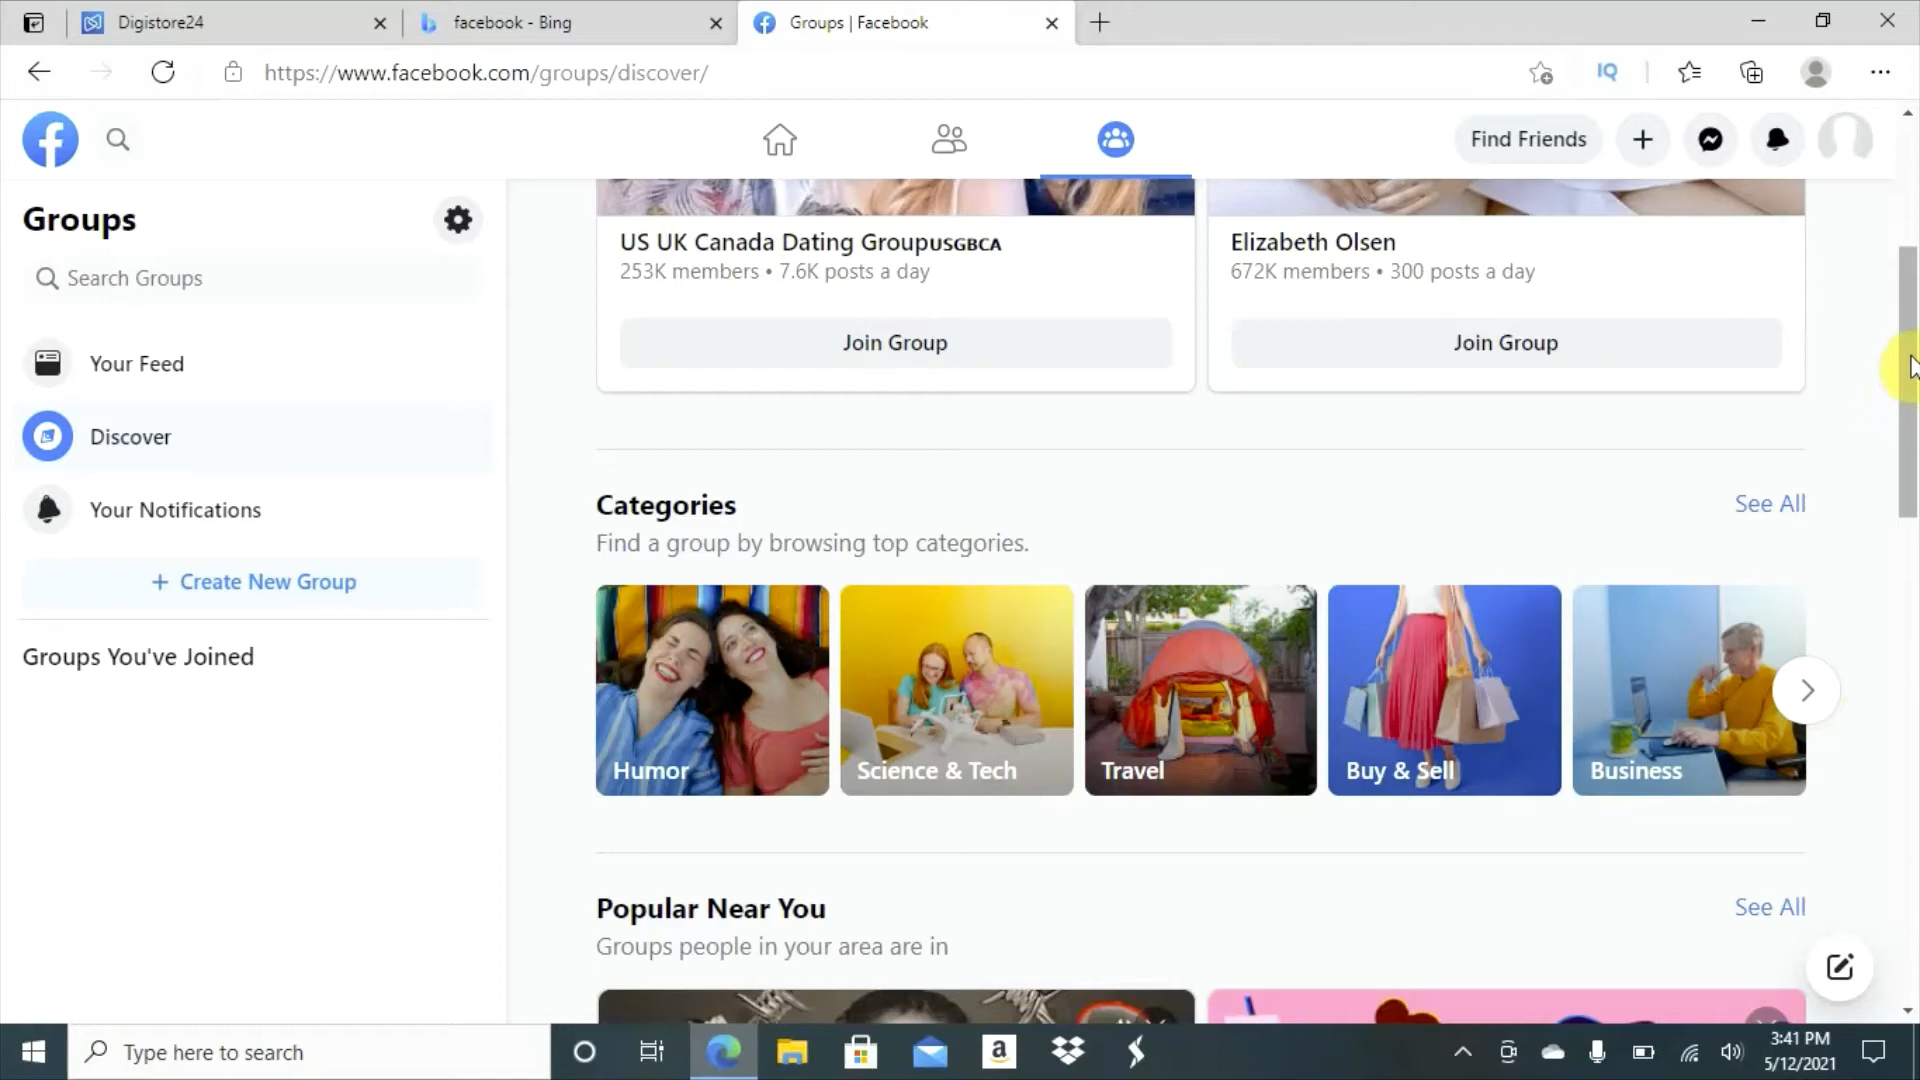 Digistore24
facebook - Bing
Groups | Facebook
https://www.facebook.com/groups/discover/
IQ
Find Friends
Groups
Search Groups
Your Feed
Discover
Your Notifications
+ Create New Group
Groups You've Joined
US UK Canada Dating GroupUSGBCA
253K members • 7.6K posts a day
Join Group
Elizabeth Olsen
672K members • 300 posts a day
Join Group
Categories
See All
Find a group by browsing top categories.
Humor
Science & Tech
Travel
Buy & Sell
Business
Popular Near You
See All
Groups people in your area are in
Type here to search
3:41 PM
5/12/2021